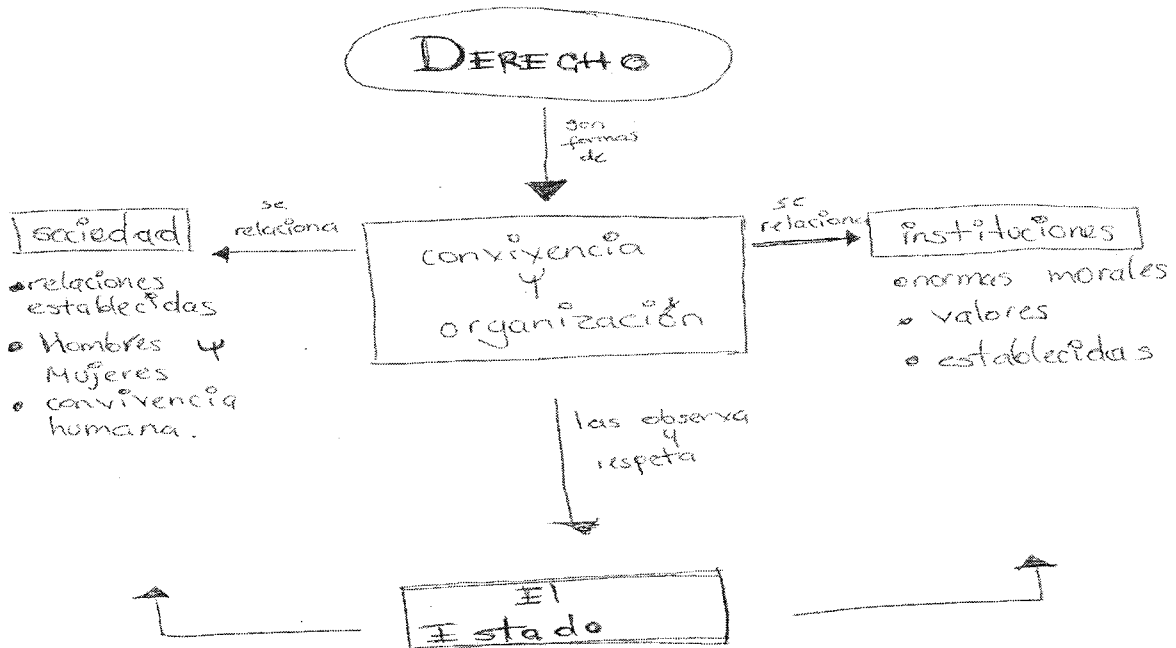 DERECHO
son
formas
de
sociedad
se
relaciona
convivencia
y
organización
se
relaciona
instituciones
• relaciones
establecidas
• Hombres y
Mujeres
• convivencia
humana.
• normas morales
• valores
• establecidas
las observa
y
respeta
El
Estado